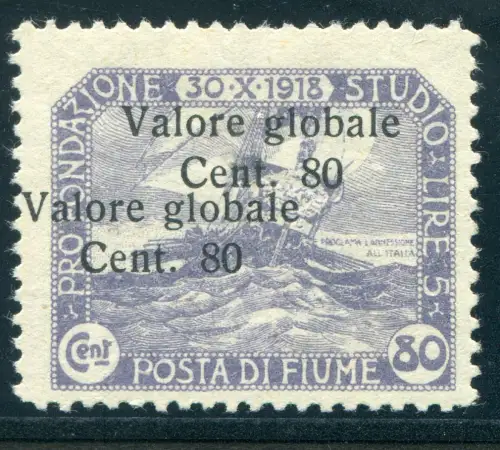 30·X·1918
PRO FONDAZIONE STUDIO·LIRE 5·
Valore globale
Cent. 80
Valore globale
Cent. 80
PROCLAMA L'ANNESSIONE
ALL'ITALIA
Cent POSTA DI FIUME 80